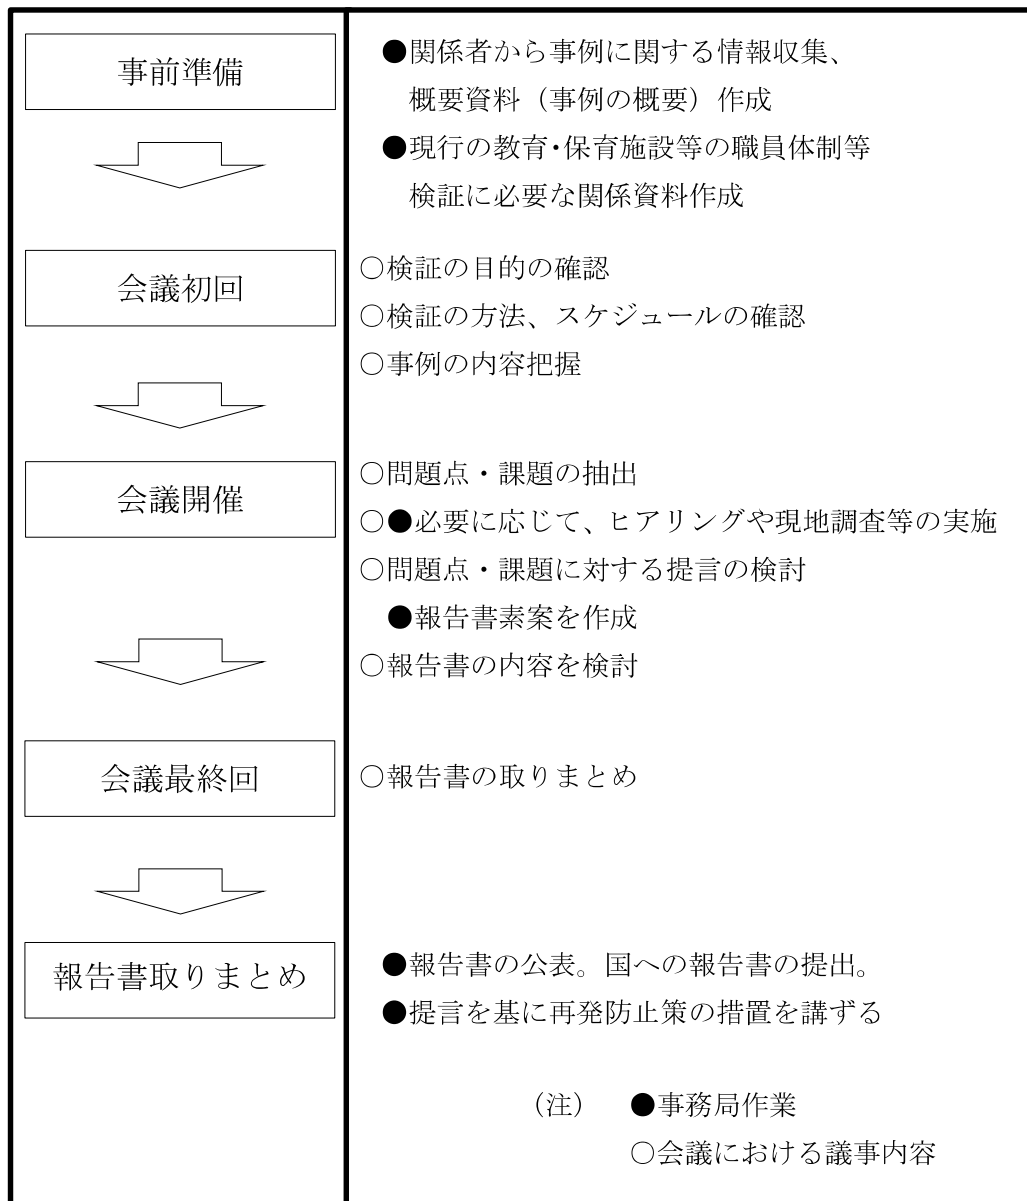 事前準備
●関係者から事例に関する情報収集、
概要資料（事例の概要）作成
●現行の教育・保育施設等の職員体制等
検証に必要な関係資料作成
会議初回
○検証の目的の確認
○検証の方法、スケジュールの確認
○事例の内容把握
会議開催
○問題点・課題の抽出
○●必要に応じて、ヒアリングや現地調査等の実施
○問題点・課題に対する提言の検討
●報告書素案を作成
○報告書の内容を検討
会議最終回
○報告書の取りまとめ
報告書取りまとめ
●報告書の公表。国への報告書の提出。
●提言を基に再発防止策の措置を講ずる
（注）　●事務局作業
○会議における議事内容